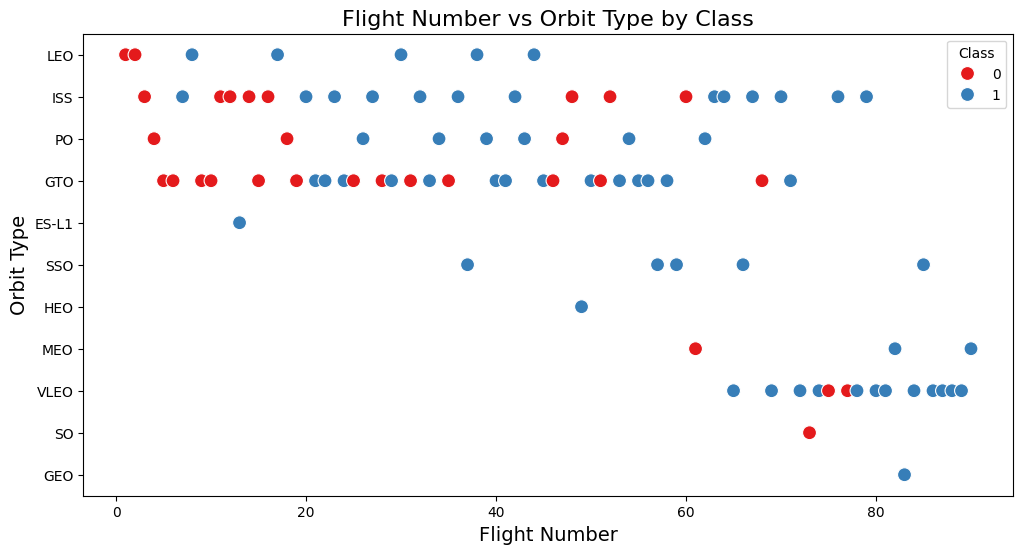 Flight Number vs Orbit Type by Class
Orbit Type
LEO
ISS
PO
GTO
ES-L1
SSO
HEO
MEO
VLEO
SO
GEO
Class
0
1
0
20
40
60
80
Flight Number